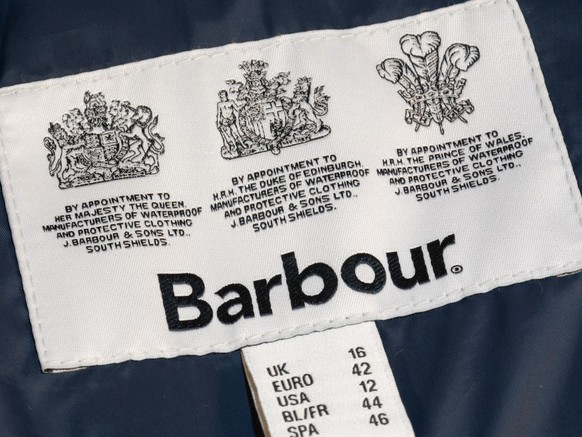 BY APPOINTMENT TO
HER MAJESTY THE QUEEN,
MANUFACTURERS OF WATERPROOF
AND PROTECTIVE CLOTHING
J. BARBOUR & SONS LTD.,
SOUTH SHIELDS.
BY APPOINTMENT TO
H.R.H. THE DUKE OF EDINBURGH,
MANUFACTURERS OF WATERPROOF
AND PROTECTIVE CLOTHING
J. BARBOUR & SONS LTD.,
SOUTH SHIELDS.
BY APPOINTMENT TO
H.R.H. THE PRINCE OF WALES,
MANUFACTURERS OF WATERPROOF
AND PROTECTIVE CLOTHING
J. BARBOUR & SONS LTD.,
SOUTH SHIELDS.
Barbour®
UK 16
EURO 42
USA 12
BL/FR 44
SPA 46